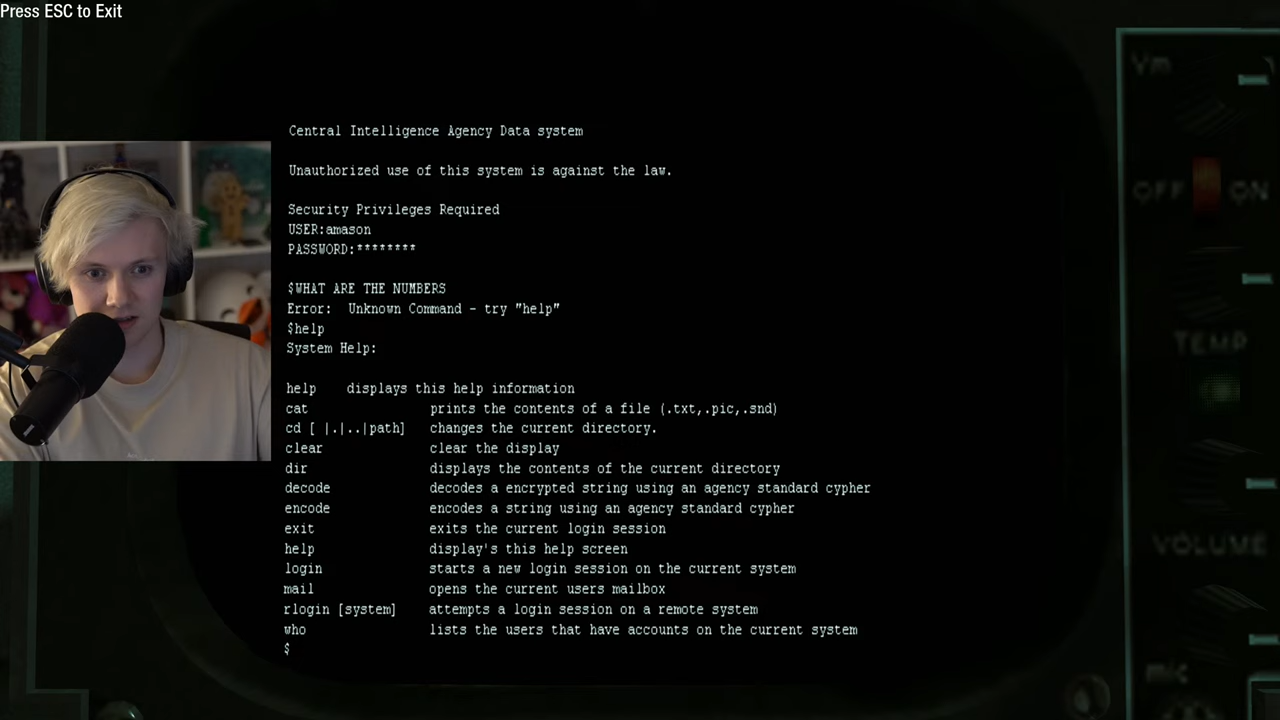 Press ESC to Exit
Central Intelligence Agency Data system
Unauthorized use of this system is against the law.
Security Privileges Required
USER:amason
PASSWORD:********
$WHAT ARE THE NUMBERS
Error:  Unknown Command - try "help"
$help
System Help:
help    displays this help information
cat    prints the contents of a file (.txt,.pic,.snd)
cd [ |.|..|path]    changes the current directory.
clear    clear the display
dir    displays the contents of the current directory
decode    decodes a encrypted string using an agency standard cypher
encode    encodes a string using an agency standard cypher
exit    exits the current login session
help    display's this help screen
login    starts a new login session on the current system
mail    opens the current users mailbox
rlogin [system]    attempts a login session on a remote system
who    lists the users that have accounts on the current system
$
Vm
OFF ON
TEMP
VOLUME
mic